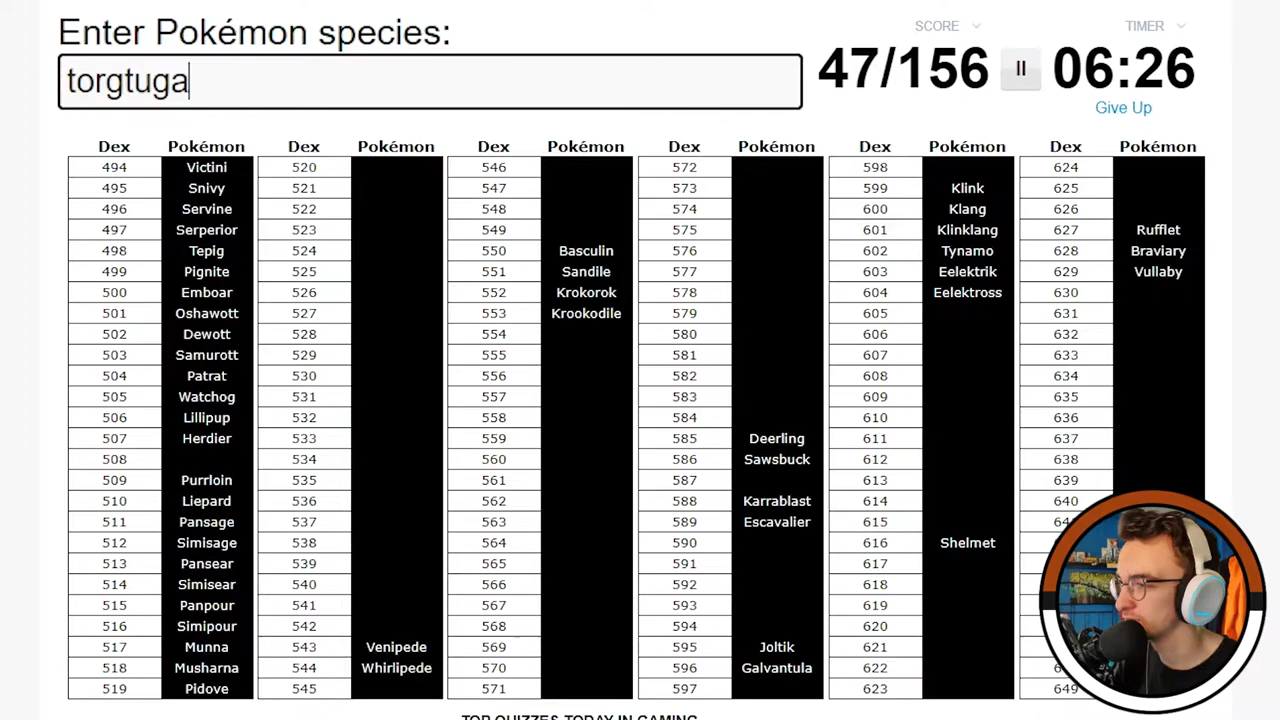 Enter Pokémon species:
SCORE
TIMER
torgtuga
47/156
06:26
Give Up
Dex Pokémon Dex Pokémon Dex Pokémon Dex Pokémon Dex Pokémon Dex Pokémon
494 Victini 520 546 572 598 624
495 Snivy 521 547 573 599 Klink 625
496 Servine 522 548 574 600 Klang 626
497 Serperior 523 549 575 601 Klinklang 627 Rufflet
498 Tepig 524 550 Basculin 576 602 Tynamo 628 Braviary
499 Pignite 525 551 Sandile 577 603 Eelektrik 629 Vullaby
500 Emboar 526 552 Krokorok 578 604 Eelektross 630
501 Oshawott 527 553 Krookodile 579 605 631
502 Dewott 528 554 580 606 632
503 Samurott 529 555 581 607 633
504 Patrat 530 556 582 608 634
505 Watchog 531 557 583 609 635
506 Lillipup 532 558 584 610 636
507 Herdier 533 559 585 Deerling 611 637
508 534 560 586 Sawsbuck 612 638
509 Purrloin 535 561 587 613 639
510 Liepard 536 562 588 Karrablast 614 640
511 Pansage 537 563 589 Escavalier 615
512 Simisage 538 564 590 616 Shelmet
513 Pansear 539 565 591 617
514 Simisear 540 566 592 618
515 Panpour 541 567 593 619
516 Simipour 542 568 594 620
517 Munna 543 Venipede 569 595 Joltik 621
518 Musharna 544 Whirlipede 570 596 Galvantula 622
519 Pidove 545 571 597 623 649
TOP QUIZZES TODAY IN GAMING